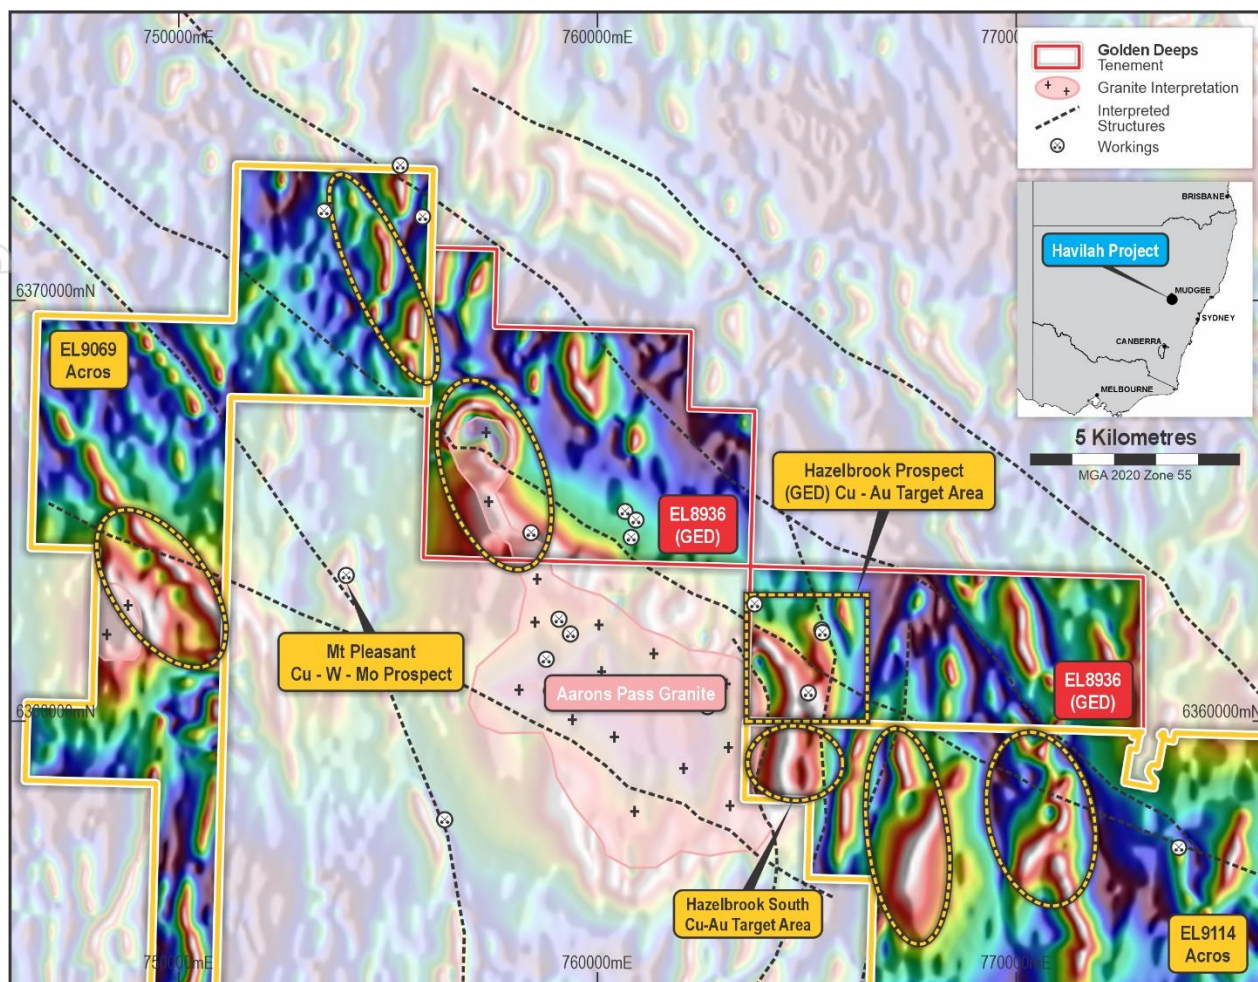 750000mE
760000mE
770000mE
Golden Deeps
Tenement
Granite Interpretation
Interpreted
Structures
Workings
BRISBANE
Havilah Project
MUDGEE
SYDNEY
CANBERRA
MELBOURNE
5 Kilometres
MGA 2020 Zone 55
6370000mN
EL9069
Acros
Hazelbrook Prospect
(GED) Cu - Au Target Area
EL8936
(GED)
Mt Pleasant
Cu - W - Mo Prospect
Aarons Pass Granite
EL8936
(GED)
6360000mN
6360000mN
Hazelbrook South
Cu-Au Target Area
EL9114
Acros
750000mE
760000mE
770000mE